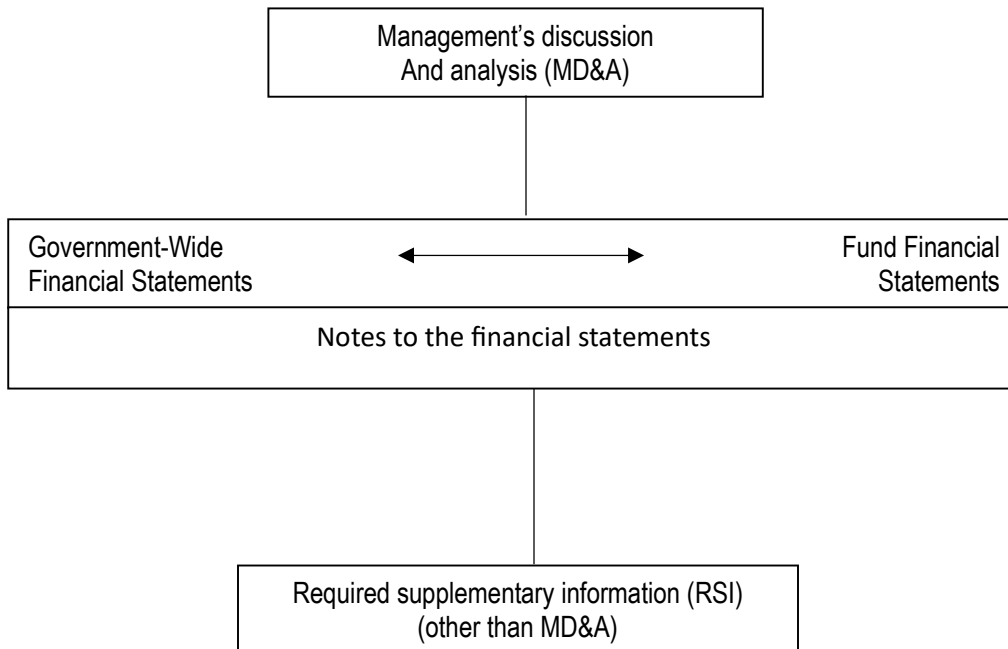 Management’s discussion
And analysis (MD&A)
Government-Wide
Financial Statements
Fund Financial
Statements
Notes to the financial statements
Required supplementary information (RSI)
(other than MD&A)